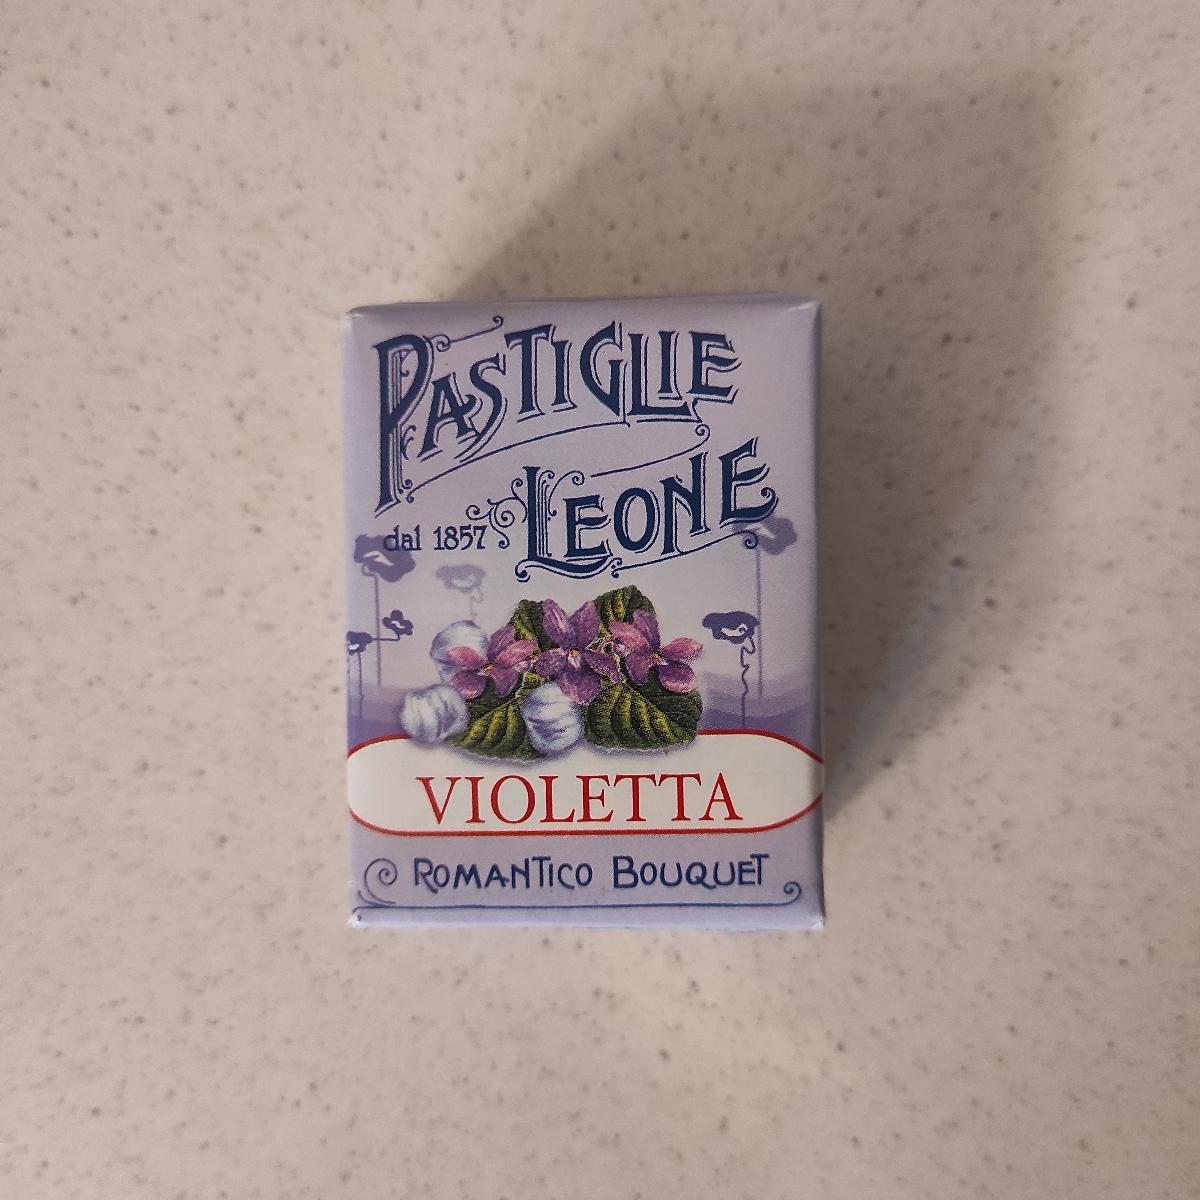 PASTIGLIE
LEONE
dal 1857
VIOLETTA
ROMANTICO BOUQUET